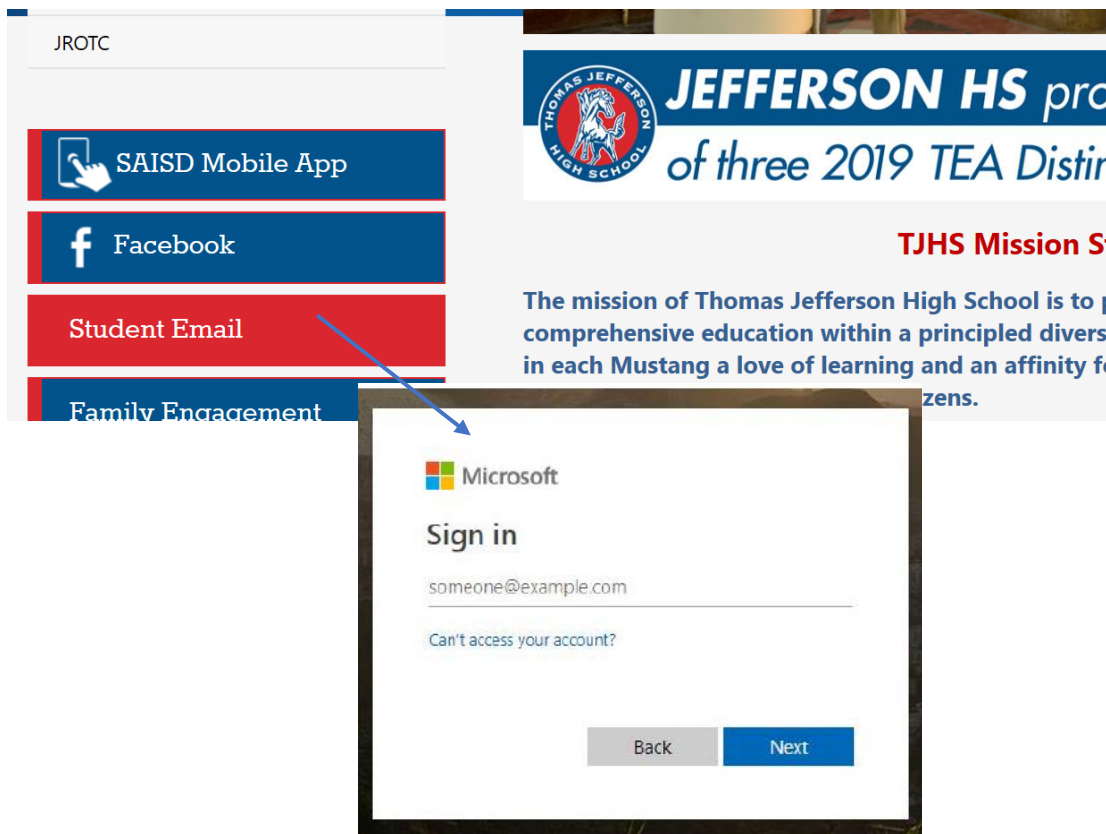 JROTC
SAISD Mobile App
Facebook
Student Email
Family Engagement
THOMAS JEFFERSON
HIGH SCHOOL
JEFFERSON HS pro
of three 2019 TEA Distin
TJHS Mission St
The mission of Thomas Jefferson High School is to p
comprehensive education within a principled divers
in each Mustang a love of learning and an affinity fo
zens.
Microsoft
Sign in
someone@example.com
Can't access your account?
Back
Next